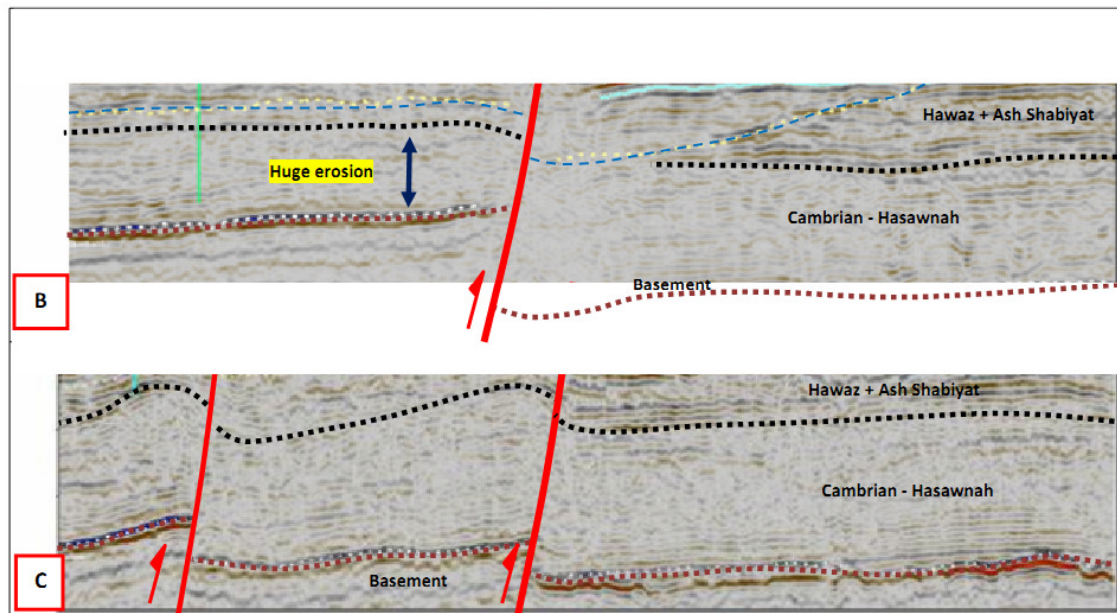 Hawaz + Ash Shabiyat
Huge erosion
Cambrian - Hasawnah
Basement
B
Hawaz + Ash Shabiyat
Cambrian - Hasawnah
Basement
C